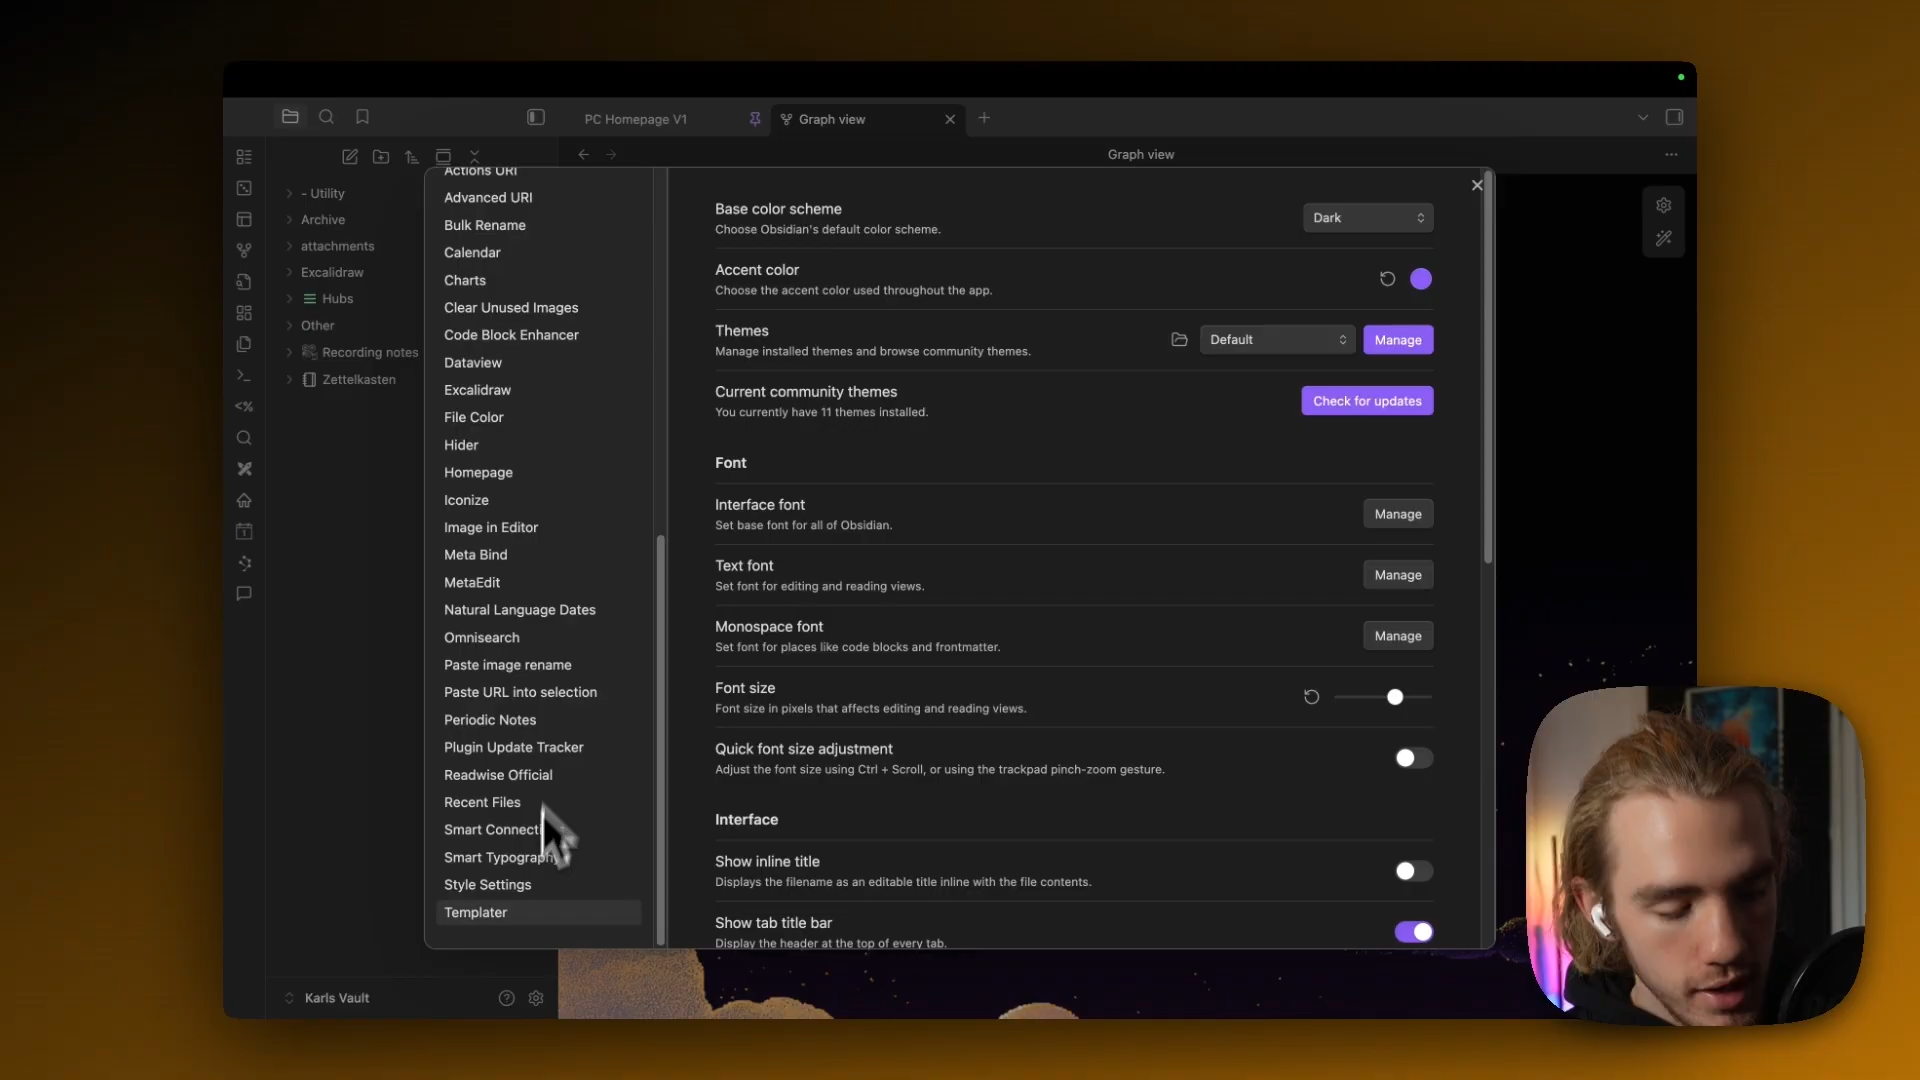 PC Homepage V1
Graph view
Graph view
- Utility
Archive
attachments
Excalidraw
Hubs
Other
Recording notes
Zettelkasten
Karls Vault
Actions URI
Advanced URI
Bulk Rename
Calendar
Charts
Clear Unused Images
Code Block Enhancer
Dataview
Excalidraw
File Color
Hider
Homepage
Iconize
Image in Editor
Meta Bind
MetaEdit
Natural Language Dates
Omnisearch
Paste image rename
Paste URL into selection
Periodic Notes
Plugin Update Tracker
Readwise Official
Recent Files
Smart Connecti
Smart Typography
Style Settings
Templater
Base color scheme
Choose Obsidian's default color scheme.
Dark
Accent color
Choose the accent color used throughout the app.
Themes
Manage installed themes and browse community themes.
Default
Manage
Current community themes
You currently have 11 themes installed.
Check for updates
Font
Interface font
Set base font for all of Obsidian.
Manage
Text font
Set font for editing and reading views.
Manage
Monospace font
Set font for places like code blocks and frontmatter.
Manage
Font size
Font size in pixels that affects editing and reading views.
Quick font size adjustment
Adjust the font size using Ctrl + Scroll, or using the trackpad pinch-zoom gesture.
Interface
Show inline title
Displays the filename as an editable title inline with the file contents.
Show tab title bar
Display the header at the top of every tab.